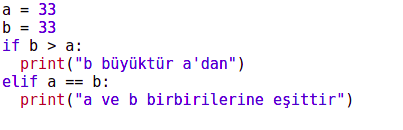 a = 33
b = 33
if b > a:
  print("b büyüktür a'dan")
elif a == b:
  print("a ve b birbirilerine eşittir")